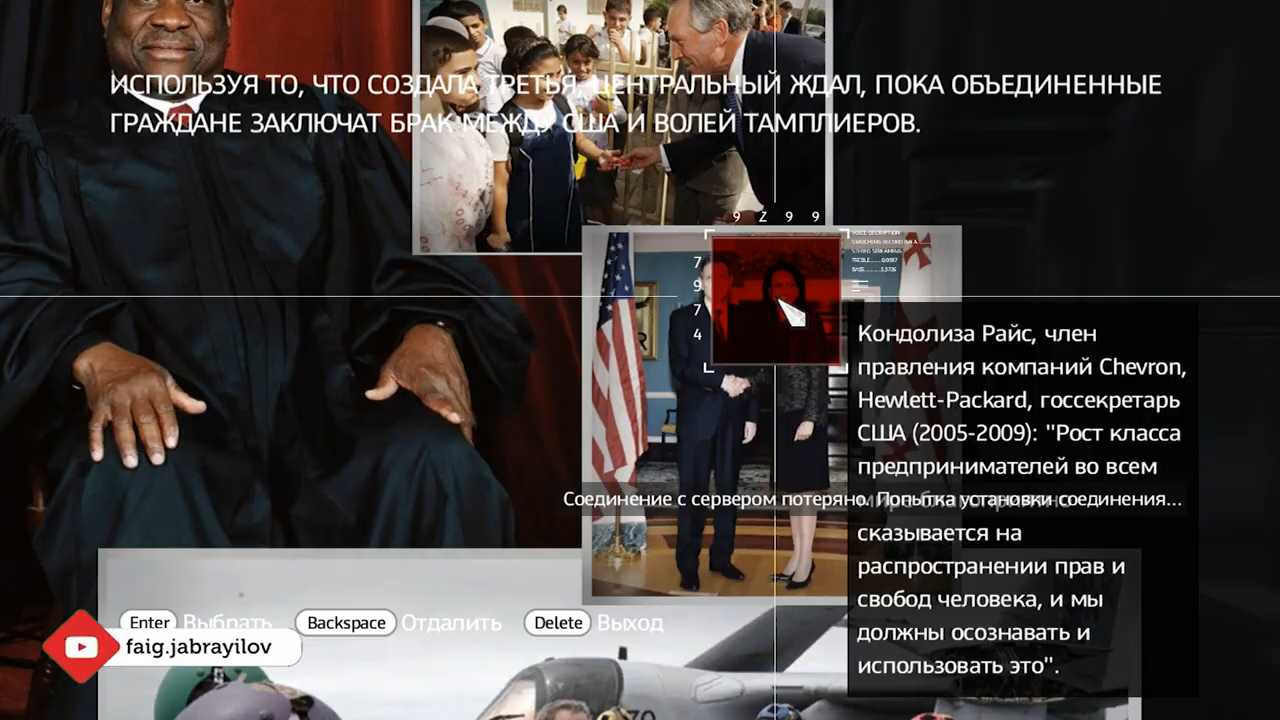 ИСПОЛЬЗУЯ ТО, ЧТО СОЗДАЛА ТРЕТЬЯ, ЦЕНТРАЛЬНЫЙ ЖДАЛ, ПОКА ОБЪЕДИНЕННЫЕ
ГРАЖДАНЕ ЗАКЛЮЧАТ БРАК МЕЖДУ США И ВОЛЕЙ ТАМПЛИЕРОВ.
9 Z 9 9
7
9
7
4
Кондолиза Райс, член
правления компаний Chevron,
Hewlett-Packard, госсекретарь
США (2005-2009): "Рост класса
предпринимателей во всем
Соединение с сервером потеряно. Попытка установки соединения...
сказывается на
распространении прав и
свобод человека, и мы
должны осознавать и
использовать это".
Enter Выбрать Backspace Отдалить Delete Выход
faig.jabrayilov